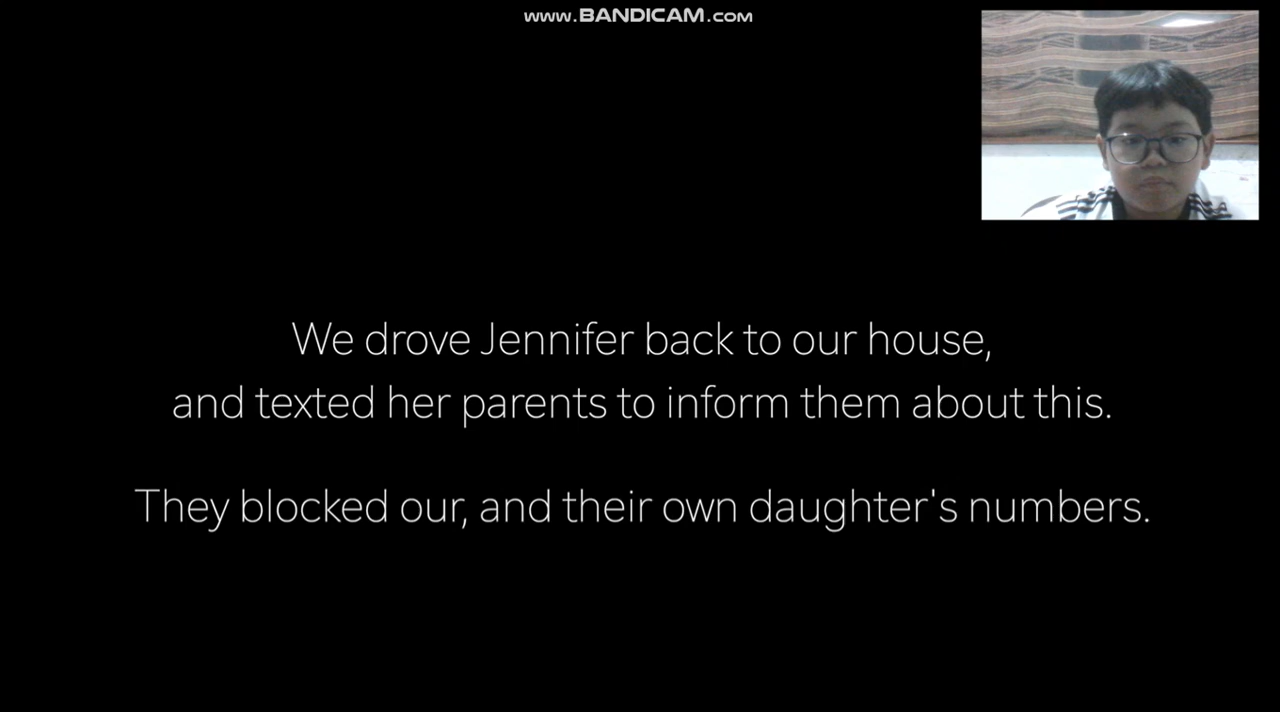 www.BANDICAM.com
We drove Jennifer back to our house,
and texted her parents to inform them about this.
They blocked our, and their own daughter's numbers.